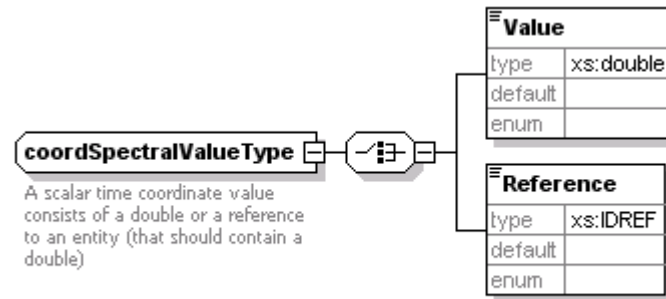 Value
type xs:double
default
enum
coordSpectralValueType
A scalar time coordinate value
consists of a double or a reference
to an entity (that should contain a
double)
Reference
type xs:IDREF
default
enum